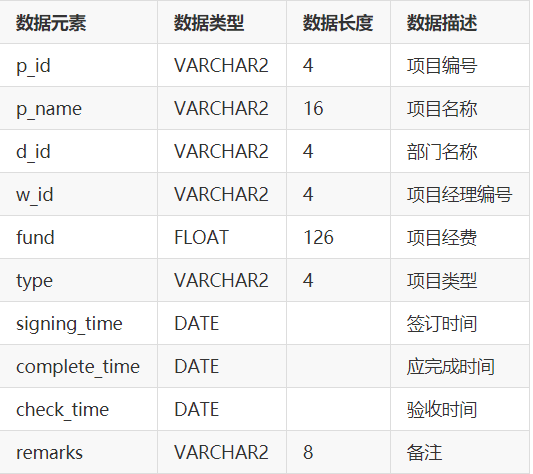 数据元素 数据类型 数据长度 数据描述
p_id VARCHAR2 4 项目编号
p_name VARCHAR2 16 项目名称
d_id VARCHAR2 4 部门名称
w_id VARCHAR2 4 项目经理编号
fund FLOAT 126 项目经费
type VARCHAR2 4 项目类型
signing_time DATE 签订时间
complete_time DATE 应完成时间
check_time DATE 验收时间
remarks VARCHAR2 8 备注